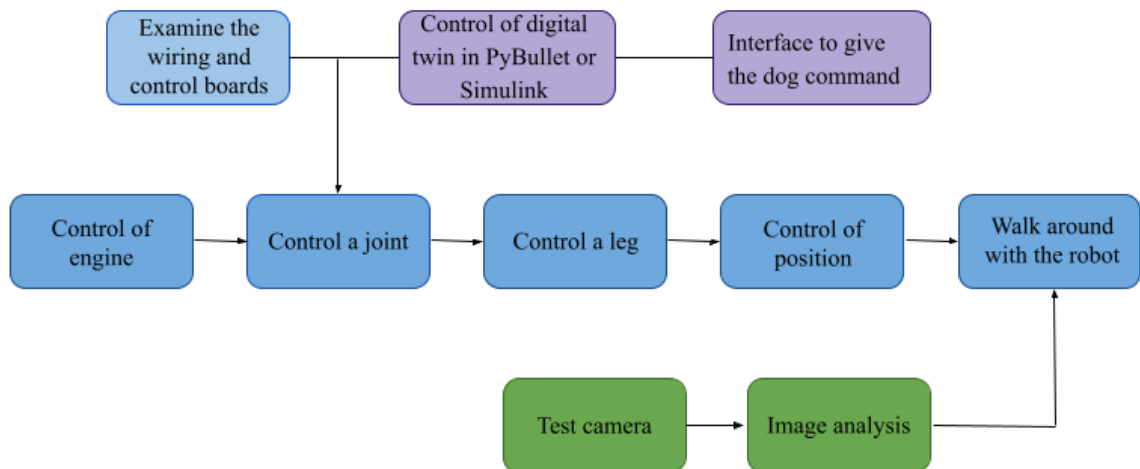 Examine the
wiring and
control boards
Control of digital
twin in PyBullet or
Simulink
Interface to give
the dog command
Control of
engine
Control a joint
Control a leg
Control of
position
Walk around
with the robot
Test camera
Image analysis